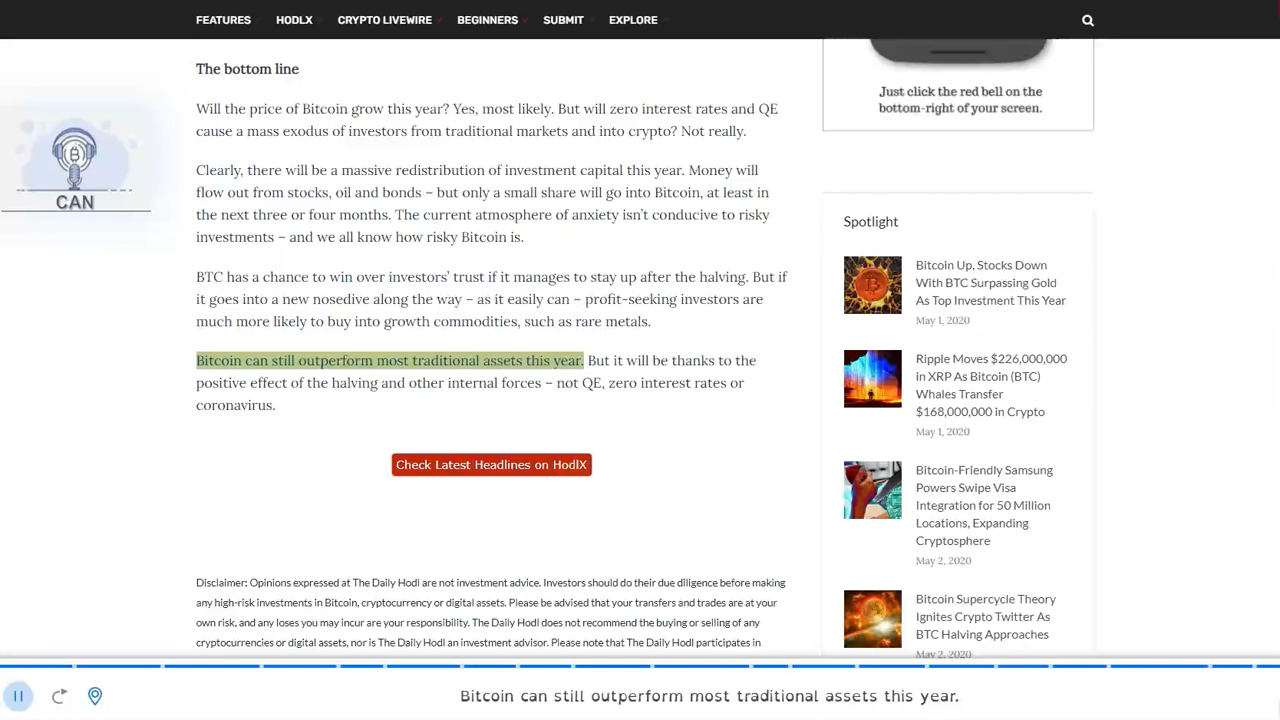 FEATURES
HODLX
CRYPTO LIVEWIRE
BEGINNERS
SUBMIT
EXPLORE
The bottom line
Will the price of Bitcoin grow this year? Yes, most likely. But will zero interest rates and QE
cause a mass exodus of investors from traditional markets and into crypto? Not really.
Clearly, there will be a massive redistribution of investment capital this year. Money will
flow out from stocks, oil and bonds – but only a small share will go into Bitcoin, at least in
the next three or four months. The current atmosphere of anxiety isn't conducive to risky
investments – and we all know how risky Bitcoin is.
BTC has a chance to win over investors' trust if it manages to stay up after the halving. But if
it goes into a new nosedive along the way – as it easily can – profit-seeking investors are
much more likely to buy into growth commodities, such as rare metals.
Bitcoin can still outperform most traditional assets this year. But it will be thanks to the
positive effect of the halving and other internal forces – not QE, zero interest rates or
coronavirus.
Check Latest Headlines on HodlX
Disclaimer: Opinions expressed at The Daily Hodl are not investment advice. Investors should do their due diligence before making
any high-risk investments in Bitcoin, cryptocurrency or digital assets. Please be advised that your transfers and trades are at your
own risk, and any loses you may incur are your responsibility. The Daily Hodl does not recommend the buying or selling of any
cryptocurrencies or digital assets, nor is The Daily Hodl an investment advisor. Please note that The Daily Hodl participates in
CAN
Just click the red bell on the
bottom-right of your screen.
Spotlight
Bitcoin Up, Stocks Down
With BTC Surpassing Gold
As Top Investment This Year
May 1, 2020
Ripple Moves $226,000,000
in XRP As Bitcoin (BTC)
Whales Transfer
$168,000,000 in Crypto
May 1, 2020
Bitcoin-Friendly Samsung
Powers Swipe Visa
Integration for 50 Million
Locations, Expanding
Cryptosphere
May 2, 2020
Bitcoin Supercycle Theory
Ignites Crypto Twitter As
BTC Halving Approaches
May 2, 2020
Bitcoin can still outperform most traditional assets this year.